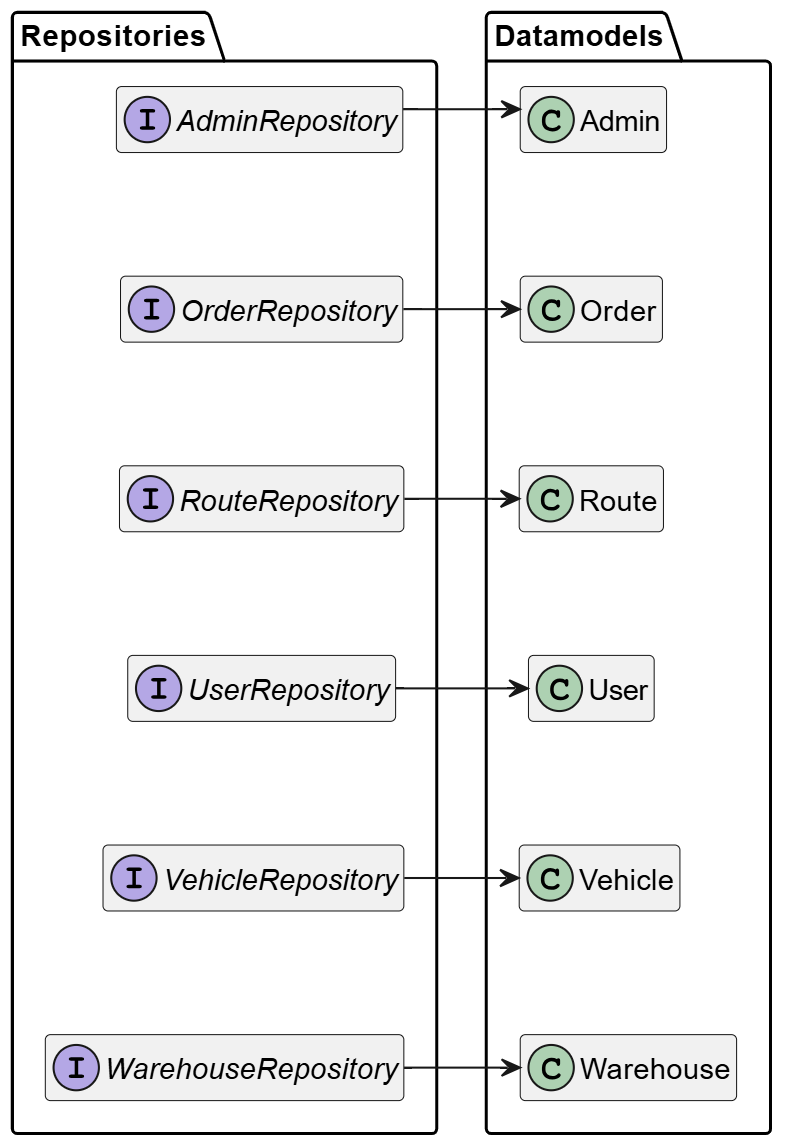 Repositories Datamodels
I AdminRepository C Admin
I OrderRepository C Order
I RouteRepository C Route
I UserRepository C User
I VehicleRepository C Vehicle
I WarehouseRepository C Warehouse